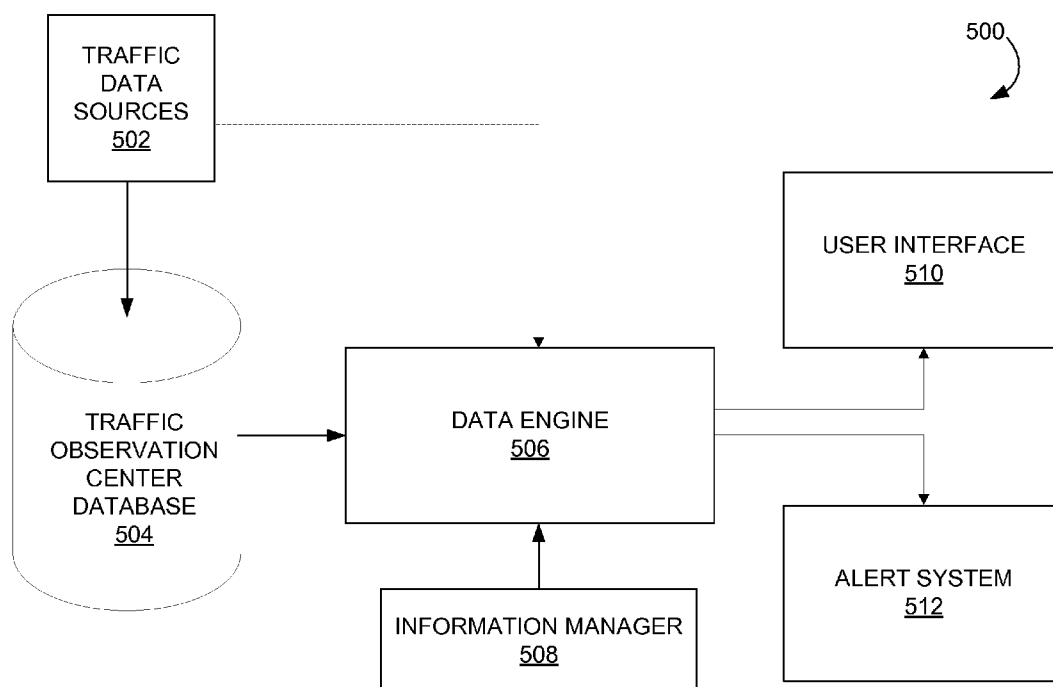 TRAFFIC
DATA
SOURCES
502
500
USER INTERFACE
510
TRAFFIC
OBSERVATION
CENTER
DATABASE
504
DATA ENGINE
506
INFORMATION MANAGER
508
ALERT SYSTEM
512